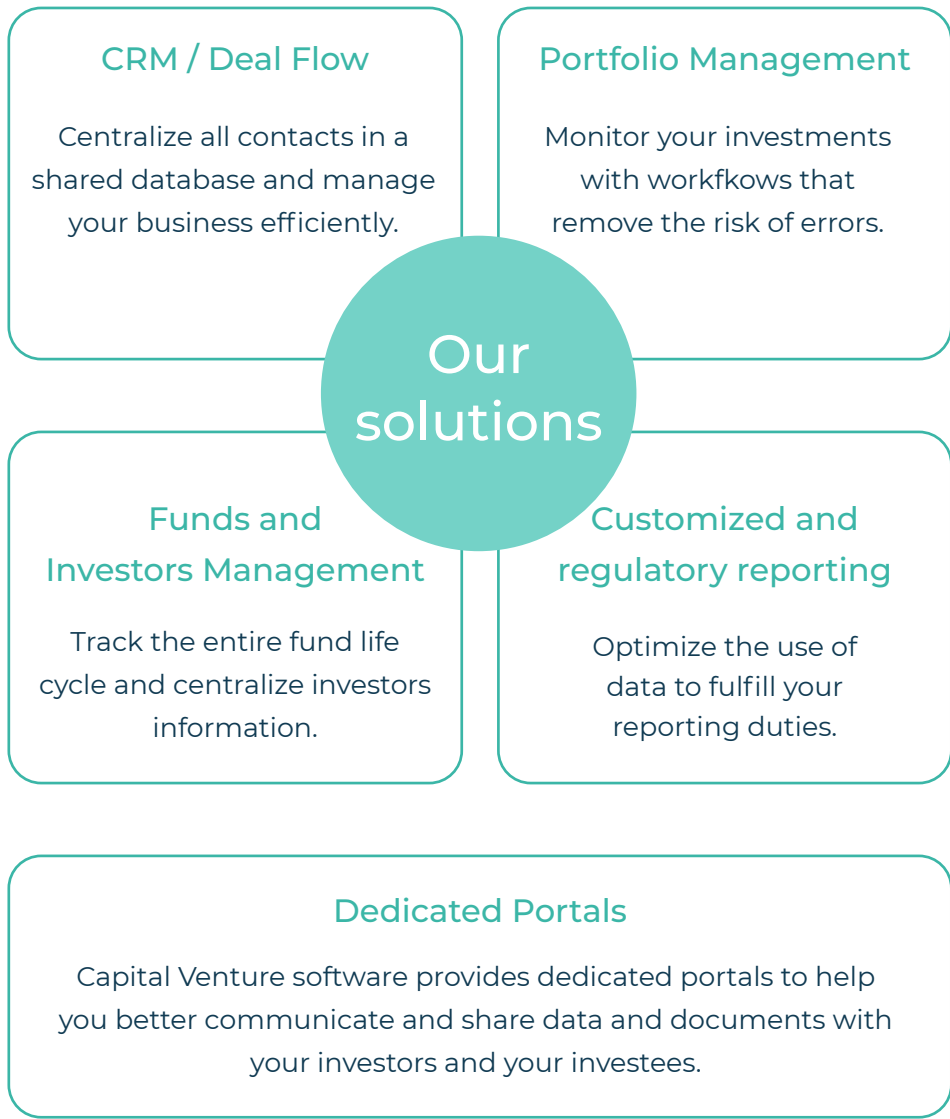 CRM / Deal Flow
Centralize all contacts in a
shared database and manage
your business efficiently.
Portfolio Management
Monitor your investments
with workfkows that
remove the risk of errors.
Our
solutions
Funds and
Investors Management
Track the entire fund life
cycle and centralize investors
information.
Customized and
regulatory reporting
Optimize the use of
data to fulfill your
reporting duties.
Dedicated Portals
Capital Venture software provides dedicated portals to help
you better communicate and share data and documents with
your investors and your investees.